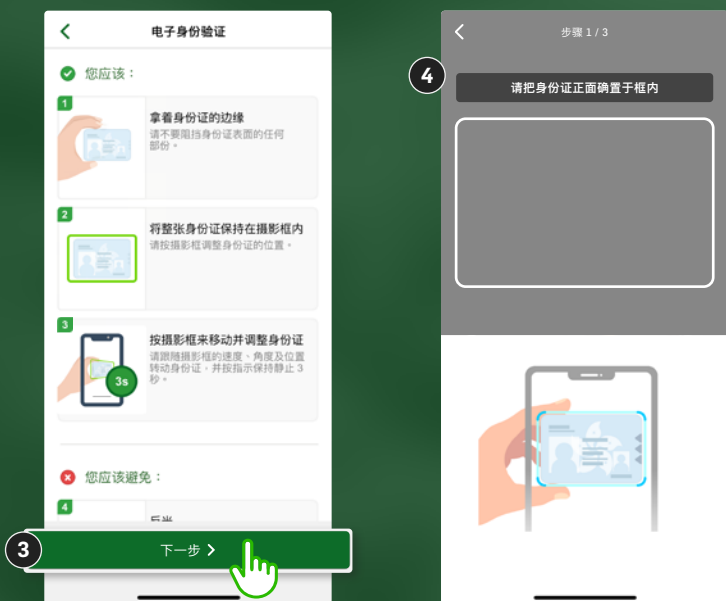 电子身份验证
您应该：
1
拿着身份证的边缘
请不要阻挡身份证表面的任何
部份。
2
将整张身份证保持在摄影框内
请按摄影框调整身份证的位置。
3
3s
按摄影框来移动并调整身份证
请跟随摄影框的速度、角度及位置
转动身份证，并按指示保持静止 3
秒。
您应该避免：
4
反光
3
下一步
步骤 1 / 3
4
请把身份证正面确置于框内